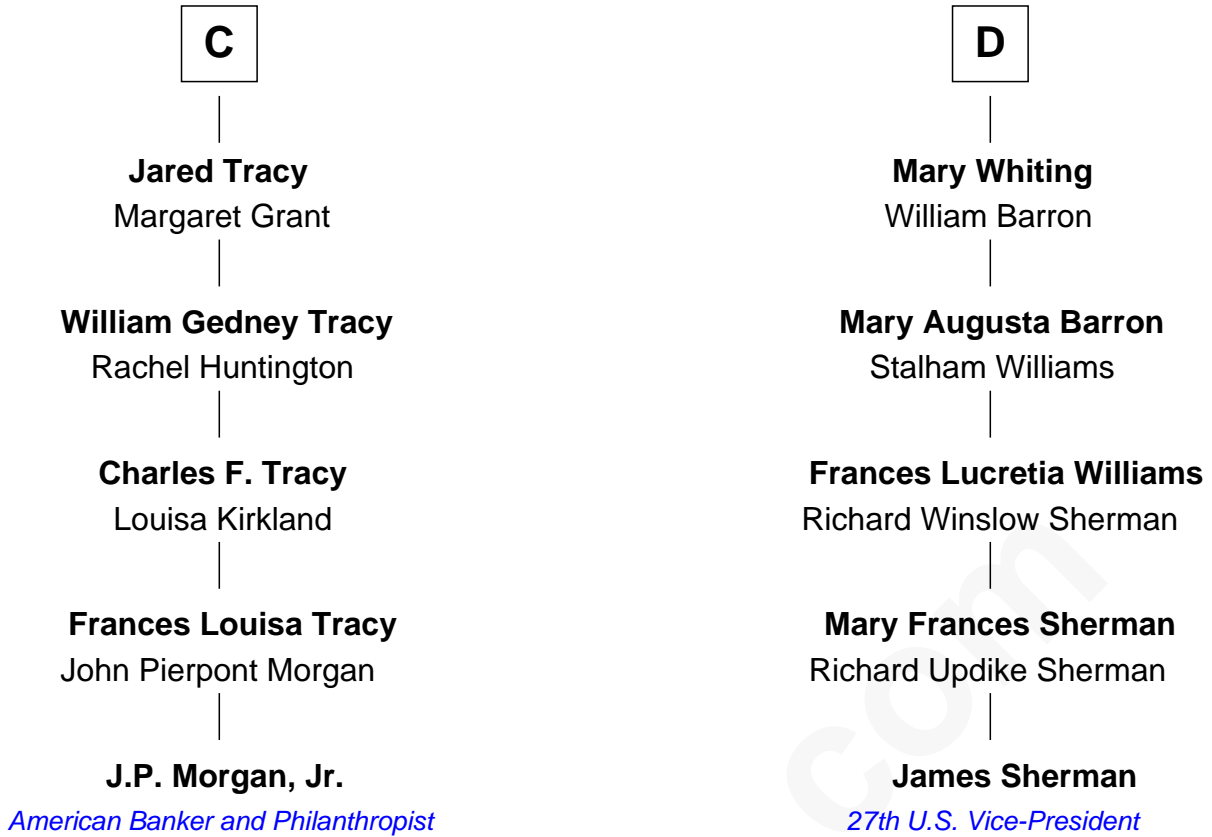 C
Jared Tracy
Margaret Grant
William Gedney Tracy
Rachel Huntington
Charles F. Tracy
Louisa Kirkland
Frances Louisa Tracy
John Pierpont Morgan
J.P. Morgan, Jr.
American Banker and Philanthropist
D
Mary Whiting
William Barron
Mary Augusta Barron
Stalham Williams
Frances Lucretia Williams
Richard Winslow Sherman
Mary Frances Sherman
Richard Updike Sherman
James Sherman
27th U.S. Vice-President
com